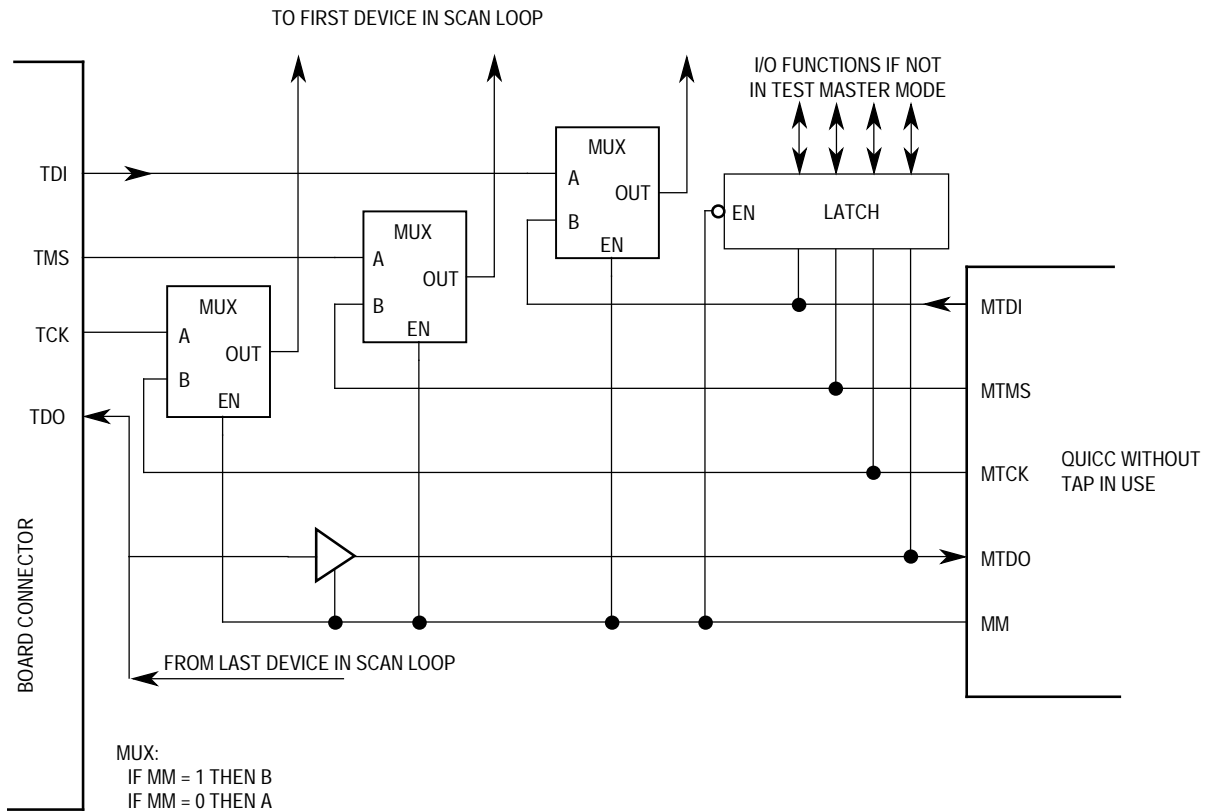 TO FIRST DEVICE IN SCAN LOOP
I/O FUNCTIONS IF NOT
IN TEST MASTER MODE
TDI
MUX
A
B
OUT
EN
EN
LATCH
TMS
MUX
A
B
OUT
EN
TCK
MUX
A
B
OUT
EN
TDO
MTDI
MTMS
MTCK
MTDO
MM
QUICC WITHOUT
TAP IN USE
BOARD CONNECTOR
FROM LAST DEVICE IN SCAN LOOP
MUX:
IF MM = 1 THEN B
IF MM = 0 THEN A